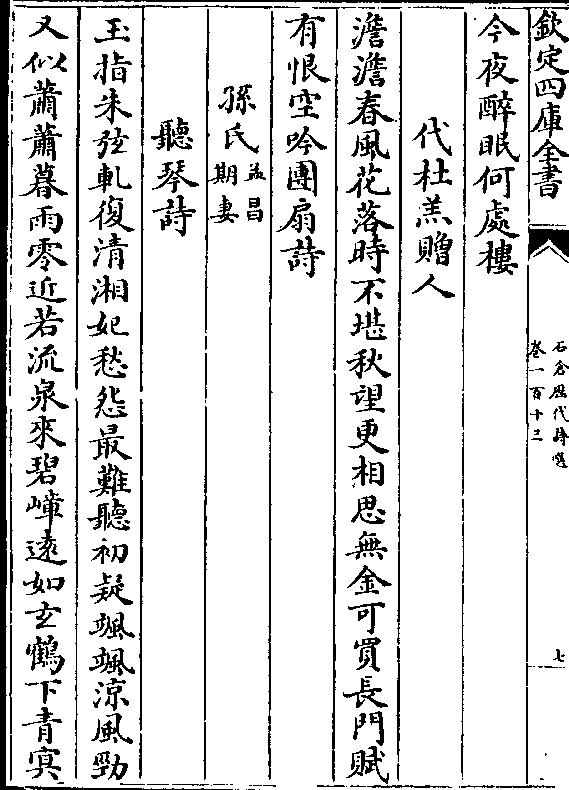 欽定四庫全書
石倉歷代詩選
卷一百十三
七
今夜醉眠何處樓
代杜羔贈人
澹澹春風花落時不堪秋望更相思無金可買長門賦
有恨空吟團扇詩
孫氏孟昌期妻
聽琴詩
玉指朱弦軋復清湘妃愁怨最難聽初疑颯颯涼風勁
又似蕭蕭暮雨零近若流泉來碧嶂遠如玄鶴下青冥